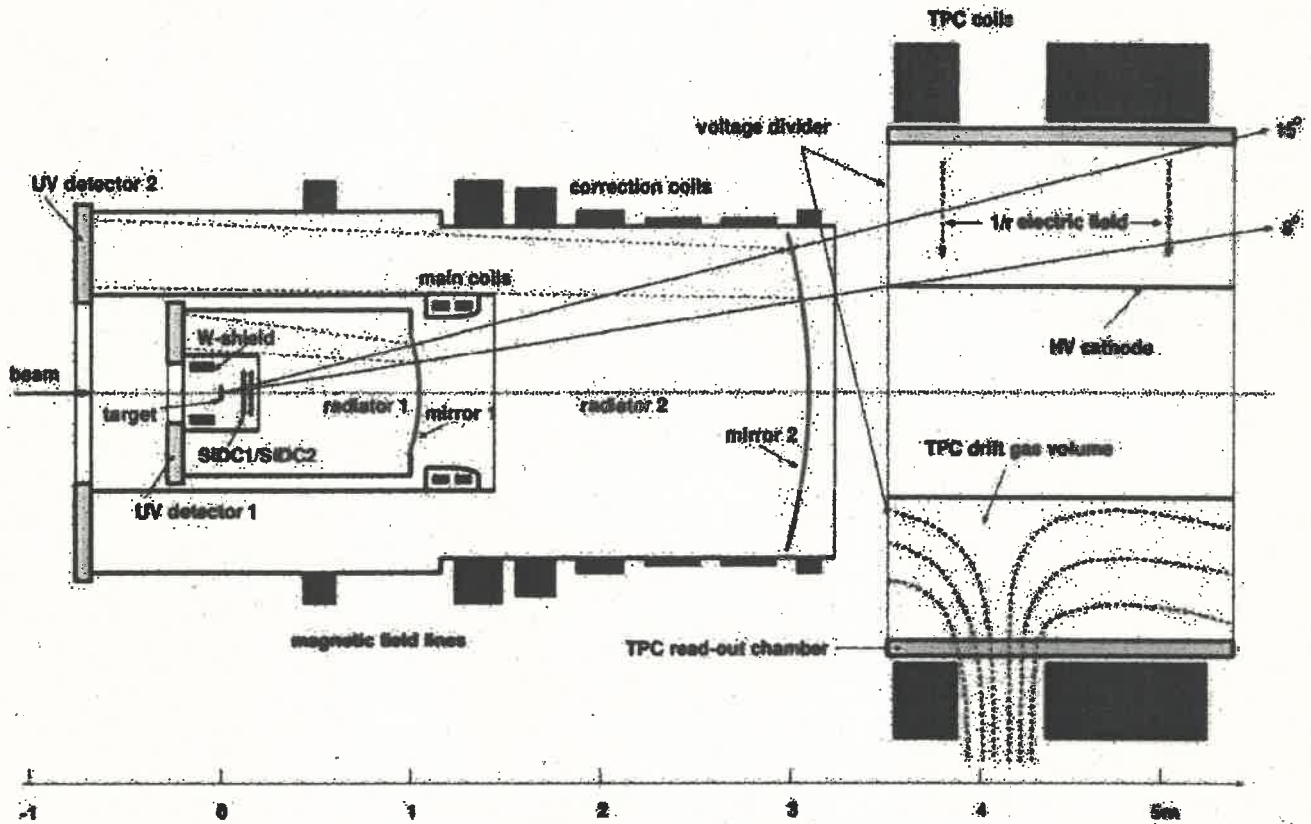 TPC coils
voltage divider
15°
UV detector 2
correction coils
1/r electric field
8°
main coils
W-shield
HV cathode
beam
target
radiator 1
mirror 1
radiator 2
mirror 2
SIDC1/SIDC2
TPC drift gas volume
UV detector 1
magnetic field lines
TPC read-out chamber
-1 0 1 2 3 4 5m